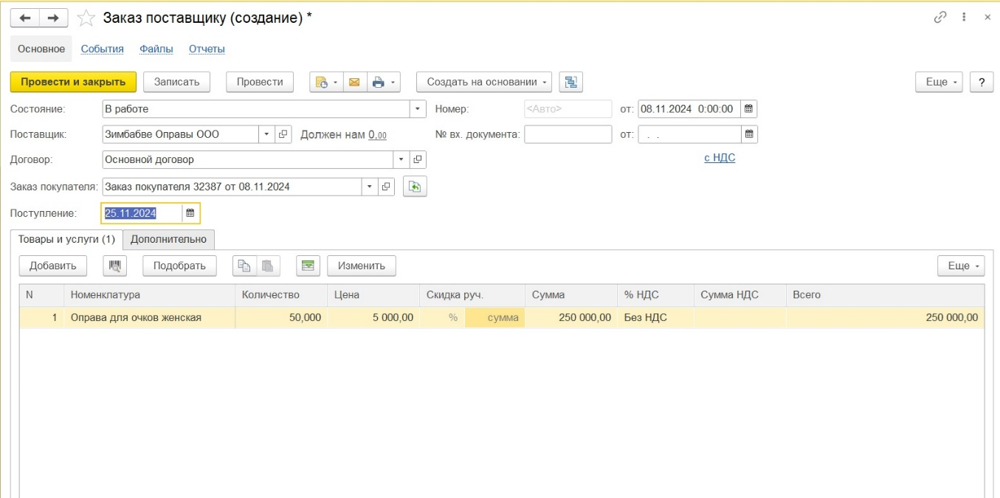 Заказ поставщику (создание) *
Основное События Файлы Отчеты
Провести и закрыть Записать Провести Создать на основании Еще ?
Состояние: В работе Номер: <Авто> от: 08.11.2024 0:00:00
Поставщик: Зимбабве Оправы ООО Должен нам 0,00 № вх. документа: от: . .
Договор: Основной договор с НДС
Заказ покупателя: Заказ покупателя 32387 от 08.11.2024
Поступление: 25.11.2024
Товары и услуги (1) Дополнительно
Добавить Подобрать Изменить Еще
N Номенклатура Количество Цена Скидка руч. Сумма % НДС Сумма НДС Всего
1 Оправа для очков женская 50,000 5 000,00 % сумма 250 000,00 Без НДС 250 000,00